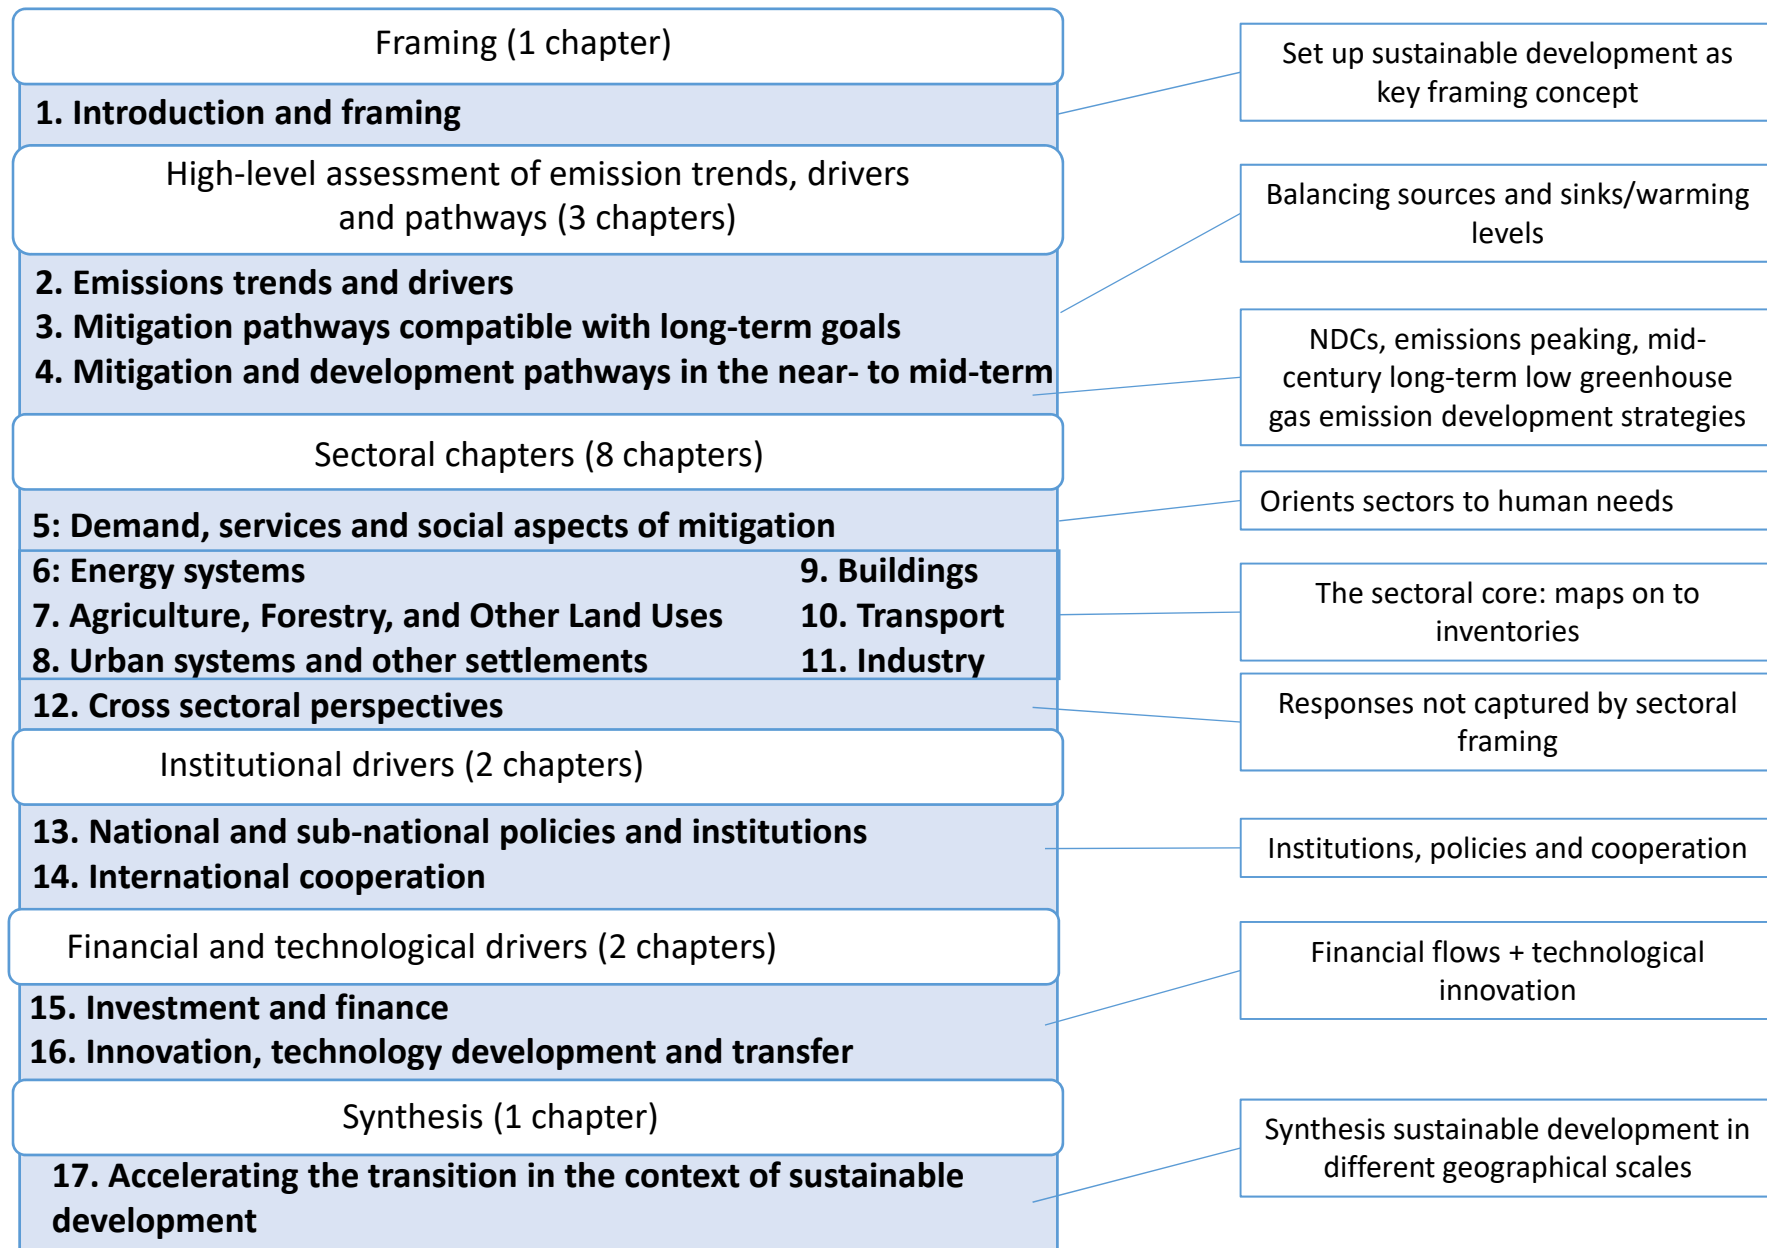 Framing (1 chapter)
1. Introduction and framing
Set up sustainable development as
key framing concept
High-level assessment of emission trends, drivers
and pathways (3 chapters)
2. Emissions trends and drivers
3. Mitigation pathways compatible with long-term goals
4. Mitigation and development pathways in the near- to mid-term
Balancing sources and sinks/warming
levels
NDCs, emissions peaking, mid-
century long-term low greenhouse
gas emission development strategies
Sectoral chapters (8 chapters)
5: Demand, services and social aspects of mitigation
Orients sectors to human needs
6: Energy systems
7. Agriculture, Forestry, and Other Land Uses
8. Urban systems and other settlements
9. Buildings
10. Transport
11. Industry
The sectoral core: maps on to
inventories
12. Cross sectoral perspectives
Responses not captured by sectoral
framing
Institutional drivers (2 chapters)
13. National and sub-national policies and institutions
14. International cooperation
Institutions, policies and cooperation
Financial and technological drivers (2 chapters)
15. Investment and finance
16. Innovation, technology development and transfer
Financial flows + technological
innovation
Synthesis (1 chapter)
17. Accelerating the transition in the context of sustainable
development
Synthesis sustainable development in
different geographical scales